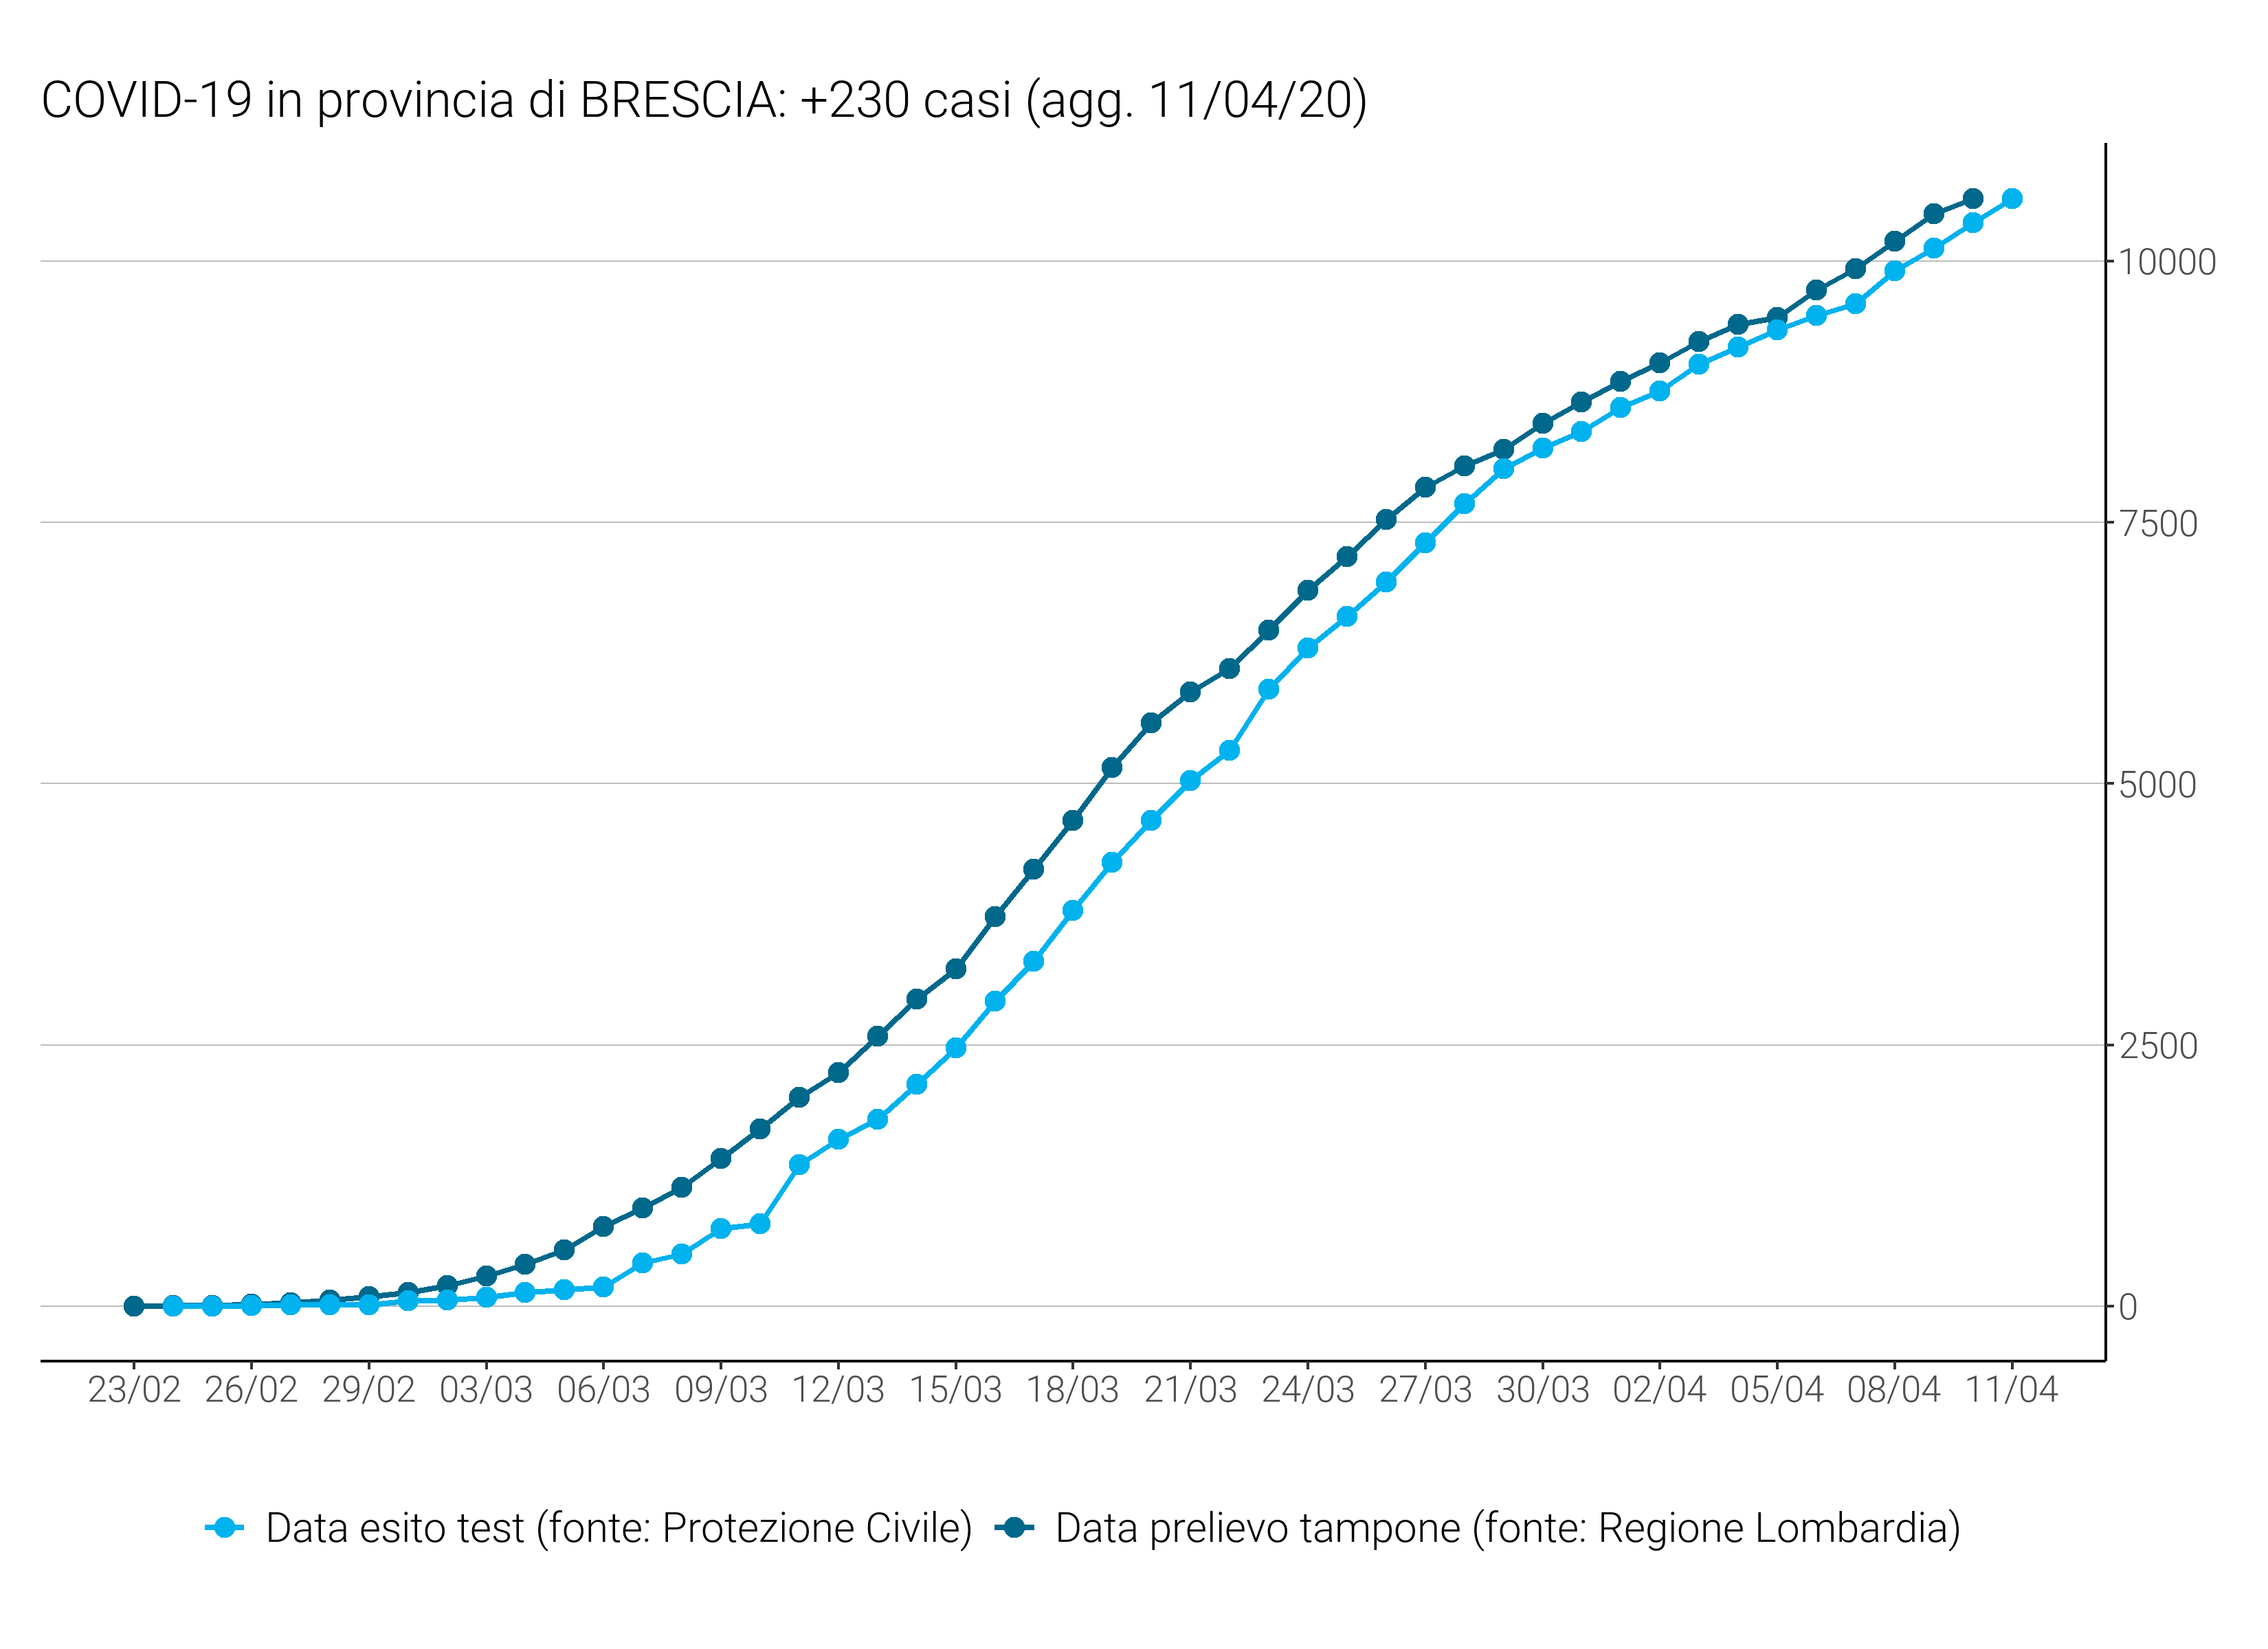 COVID-19 in provincia di BRESCIA: +230 casi (agg. 11/04/20)
10000
7500
5000
2500
0
23/02 26/02 29/02 03/03 06/03 09/03 12/03 15/03 18/03 21/03 24/03 27/03 30/03 02/04 05/04 08/04 11/04
Data esito test (fonte: Protezione Civile) Data prelievo tampone (fonte: Regione Lombardia)